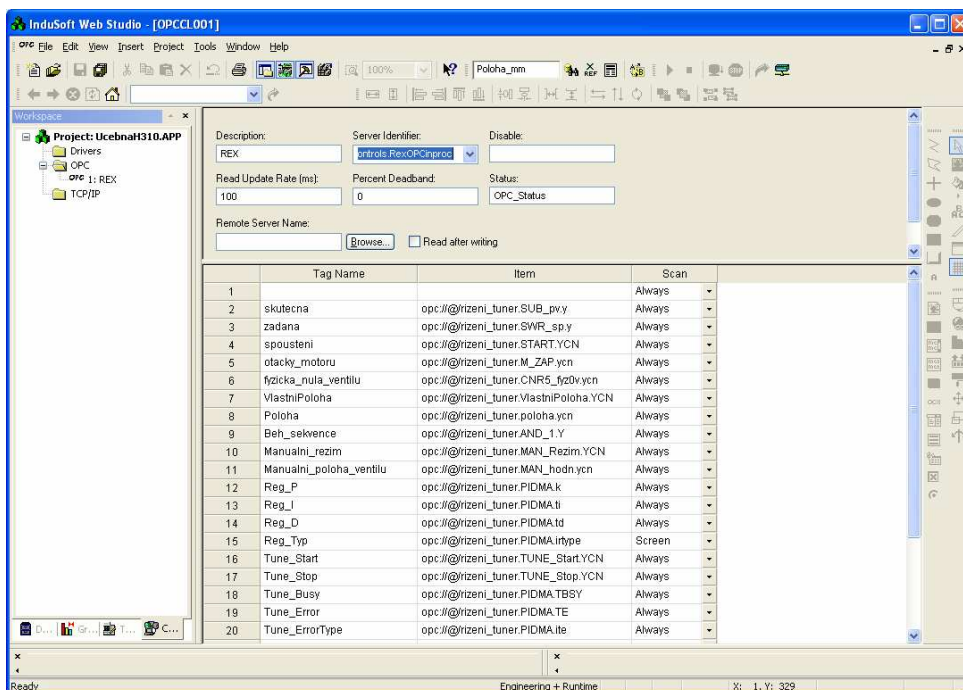 InduSoft Web Studio - [OPCCL001]
OPC File Edit View Insert Project Tools Window Help
100% Poloha_mm
Workspace
Project: UcebnaH310.APP
Drivers
OPC
OPC 1: REX
TCP/IP
Description: Server Identifier: Disable:
REX ontrols.RexOPCinproc
Read Update Rate (ms): Percent Deadband: Status:
100 0 OPC_Status
Remote Server Name:
Browse... Read after writing
Tag Name Item Scan
1 Always
2 skutecna opc://@/rizeni_tuner.SUB_pv.y Always
3 zadana opc://@/rizeni_tuner.SWR_sp.y Always
4 spousteni opc://@/rizeni_tuner.START.YCN Always
5 otacky_motoru opc://@/rizeni_tuner.M_ZAP.ycn Always
6 fyzicka_nula_ventilu opc://@/rizeni_tuner.CNR5_fyz0v.ycn Always
7 VlastniPoloha opc://@/rizeni_tuner.VlastniPoloha.YCN Always
8 Poloha opc://@/rizeni_tuner.poloha.ycn Always
9 Beh_sekvence opc://@/rizeni_tuner.AND_1.Y Always
10 Manualni_rezim opc://@/rizeni_tuner.MAN_Rezim.YCN Always
11 Manualni_poloha_ventilu opc://@/rizeni_tuner.MAN_hodn.ycn Always
12 Reg_P opc://@/rizeni_tuner.PIDMA.k Always
13 Reg_I opc://@/rizeni_tuner.PIDMA.ti Always
14 Reg_D opc://@/rizeni_tuner.PIDMA.td Always
15 Reg_Typ opc://@/rizeni_tuner.PIDMA.irtype Screen
16 Tune_Start opc://@/rizeni_tuner.TUNE_Start.YCN Always
17 Tune_Stop opc://@/rizeni_tuner.TUNE_Stop.YCN Always
18 Tune_Busy opc://@/rizeni_tuner.PIDMA.TBSY Always
19 Tune_Error opc://@/rizeni_tuner.PIDMA.TE Always
20 Tune_ErrorType opc://@/rizeni_tuner.PIDMA.ite Always
D... Gr... T... C...
Ready Engineering + Runtime X: 1, Y: 329